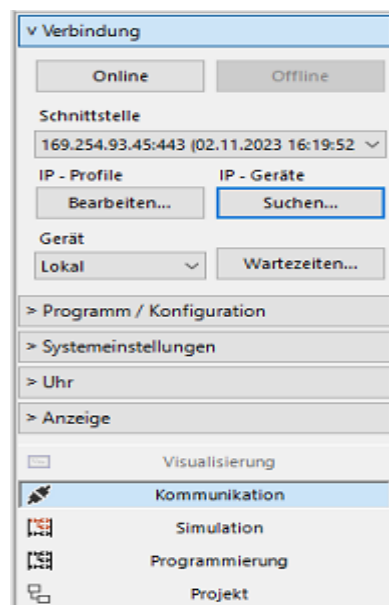 v Verbindung
Online Offline
Schnittstelle
169.254.93.45:443 (02.11.2023 16:19:52
IP - Profile IP - Geräte
Bearbeiten... Suchen...
Gerät
Lokal Wartezeiten...
> Programm / Konfiguration
> Systemeinstellungen
> Uhr
> Anzeige
Visualisierung
Kommunikation
Simulation
Programmierung
Projekt